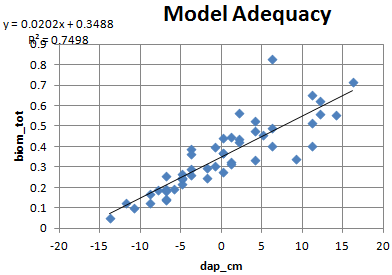 Model Adequacy
y = 0.0202x + 0.3488
R² = 0.7498
biom_tot
0.9
0.8
0.7
0.6
0.5
0.4
0.3
0.2
0.1
0
-20 -15 -10 -5 0 5 10 15 20
dap_cm